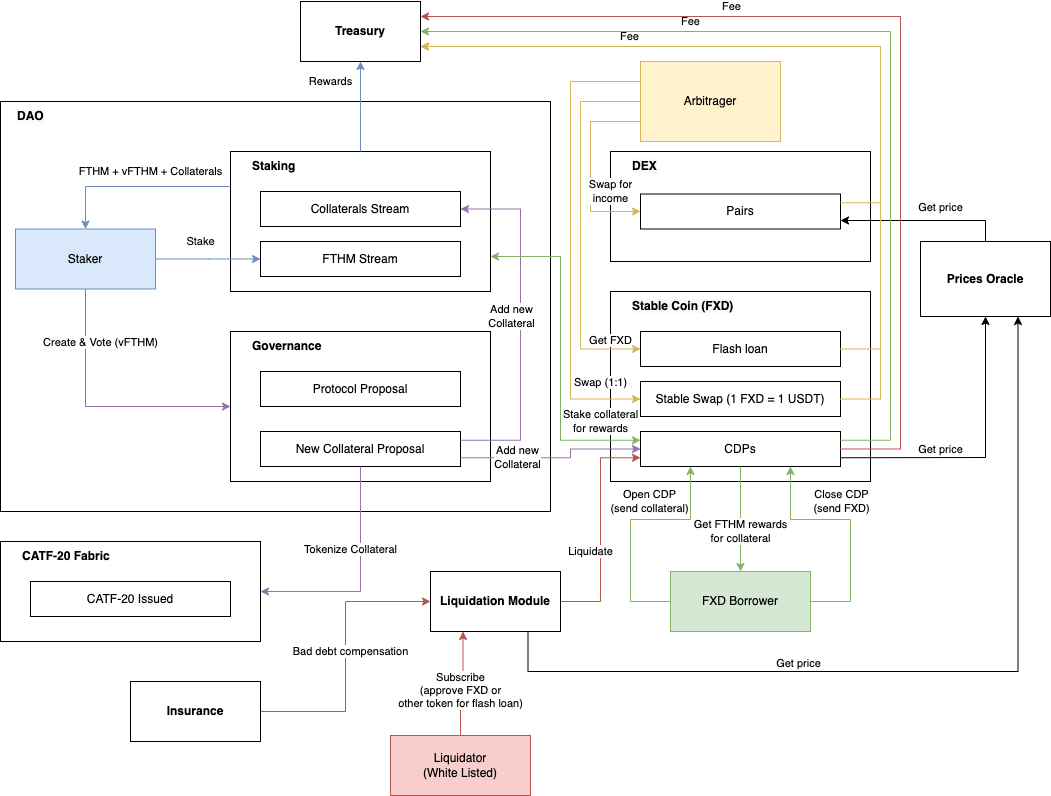 Fee
Treasury
Fee
Fee
Rewards
Arbitrager
DAO
Staking
DEX
FTHM + vFTHM + Collaterals
Swap for
income
Collaterals Stream
Pairs
Get price
Stake
Staker
FTHM Stream
Prices Oracle
Stable Coin (FXD)
Add new
Collateral
Create & Vote (vFTHM)
Governance
Get FXD
Flash loan
Protocol Proposal
Swap (1:1)
Stable Swap (1 FXD = 1 USDT)
Stake collateral
for rewards
New Collateral Proposal
Add new
Collateral
CDPs
Get price
Open CDP
(send collateral)
Close CDP
(send FXD)
Get FTHM rewards
for collateral
Tokenize Collateral
Liquidate
CATF-20 Fabric
CATF-20 Issued
Liquidation Module
FXD Borrower
Bad debt compensation
Get price
Subscribe
(approve FXD or
other token for flash loan)
Insurance
Liquidator
(White Listed)